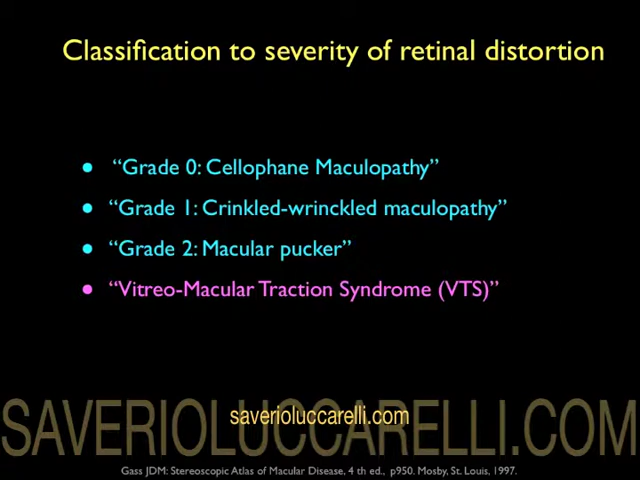 Classification to severity of retinal distortion
● “Grade 0: Cellophane Maculopathy”
● “Grade 1: Crinkled-wrinckled maculopathy”
● “Grade 2: Macular pucker”
● “Vitreo-Macular Traction Syndrome (VTS)”
saverioluccarelli.com
SAVERIOLUCCARELLI.COM
Gass JDM: Stereoscopic Atlas of Macular Disease, 4 th ed., p950. Mosby, St. Louis, 1997.